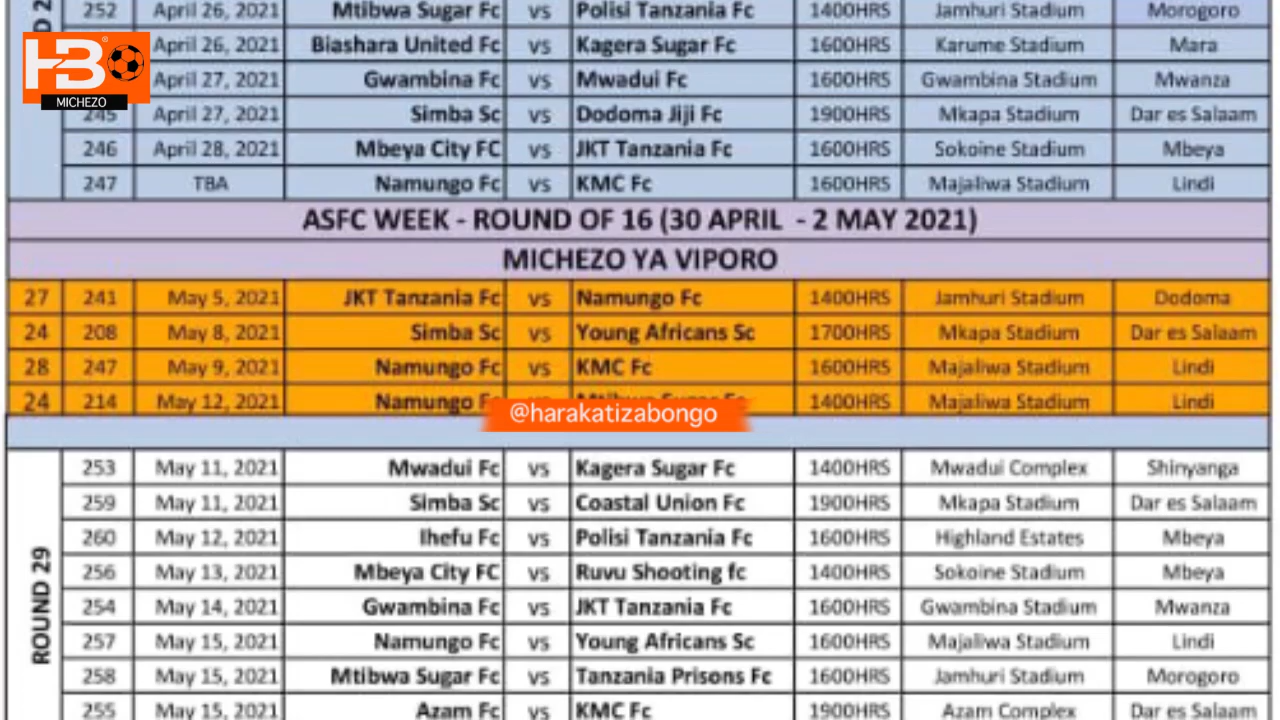 252 April 26, 2021 Mtibwa Sugar Fc vs Polisi Tanzania Fc 1400HRS Jamhuri Stadium Morogoro
April 26, 2021 Biashara United Fc vs Kagera Sugar Fc 1600HRS Karume Stadium Mara
HB
MICHEZO
April 27, 2021 Gwambina Fc vs Mwadui Fc 1600HRS Gwambina Stadium Mwanza
245 April 27, 2021 Simba Sc vs Dodoma Jiji Fc 1900HRS Mkapa Stadium Dar es Salaam
246 April 28, 2021 Mbeya City FC vs JKT Tanzania Fc 1600HRS Sokoine Stadium Mbeya
247 TBA Namungo Fc vs KMC Fc 1600HRS Majaliwa Stadium Lindi
ASFC WEEK - ROUND OF 16 (30 APRIL - 2 MAY 2021)
MICHEZO YA VIPORO
27 241 May 5, 2021 JKT Tanzania Fc vs Namungo Fc 1400HRS Jamhuri Stadium Dodoma
24 208 May 8, 2021 Simba Sc vs Young Africans Sc 1700HRS Mkapa Stadium Dar es Salaam
28 247 May 9, 2021 Namungo Fc vs KMC Fc 1600HRS Majaliwa Stadium Lindi
24 214 May 12, 2021 Namungo 1400HRS Majaliwa Stadium Lindi
@harakatizabongo
ROUND 29
253 May 11, 2021 Mwadui Fc vs Kagera Sugar Fc 1400HRS Mwadui Complex Shinyanga
259 May 11, 2021 Simba Sc vs Coastal Union Fc 1900HRS Mkapa Stadium Dar es Salaam
260 May 12, 2021 Ihefu Fc vs Polisi Tanzania Fc 1600HRS Highland Estates Mbeya
256 May 13, 2021 Mbeya City FC vs Ruvu Shooting fc 1400HRS Sokoine Stadium Mbeya
254 May 14, 2021 Gwambina Fc vs JKT Tanzania Fc 1600HRS Gwambina Stadium Mwanza
257 May 15, 2021 Namungo Fc vs Young Africans Sc 1600HRS Majaliwa Stadium Lindi
258 May 15, 2021 Mtibwa Sugar Fc vs Tanzania Prisons Fc 1600HRS Jamhuri Stadium Morogoro
255 May 15, 2021 Azam Fc vs KMC Fc 1900HRS Azam Complex Dar es Salaam